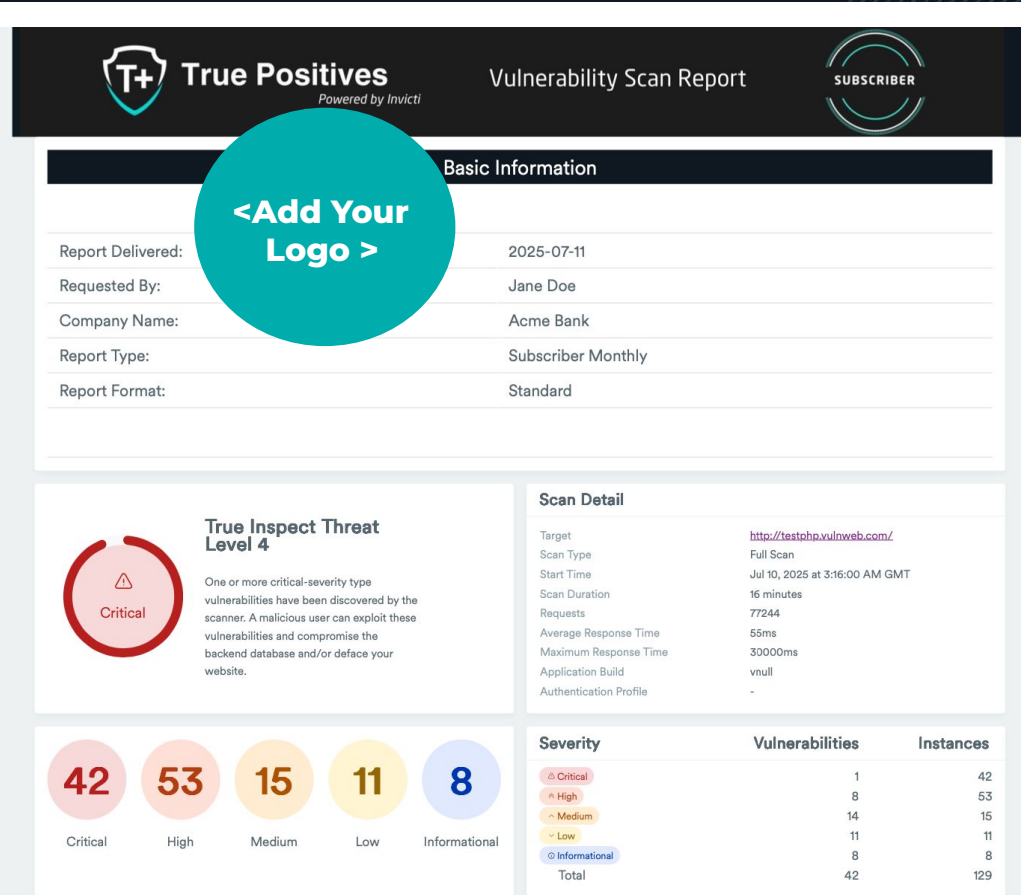 T+ True Positives
Powered by Invicti
Vulnerability Scan Report
SUBSCRIBER
Basic Information
<Add Your
Logo >
Report Delivered: 2025-07-11
Requested By: Jane Doe
Company Name: Acme Bank
Report Type: Subscriber Monthly
Report Format: Standard
True Inspect Threat
Level 4
Critical
One or more critical-severity type
vulnerabilities have been discovered by the
scanner. A malicious user can exploit these
vulnerabilities and compromise the
backend database and/or deface your
website.
Scan Detail
Target http://testphp.vulnweb.com/
Scan Type Full Scan
Start Time Jul 10, 2025 at 3:16:00 AM GMT
Scan Duration 16 minutes
Requests 77244
Average Response Time 55ms
Maximum Response Time 30000ms
Application Build vnull
Authentication Profile -
42 53 15 11 8
Critical High Medium Low Informational
Severity Vulnerabilities Instances
Critical 1 42
High 8 53
Medium 14 15
Low 11 11
Informational 8 8
Total 42 129